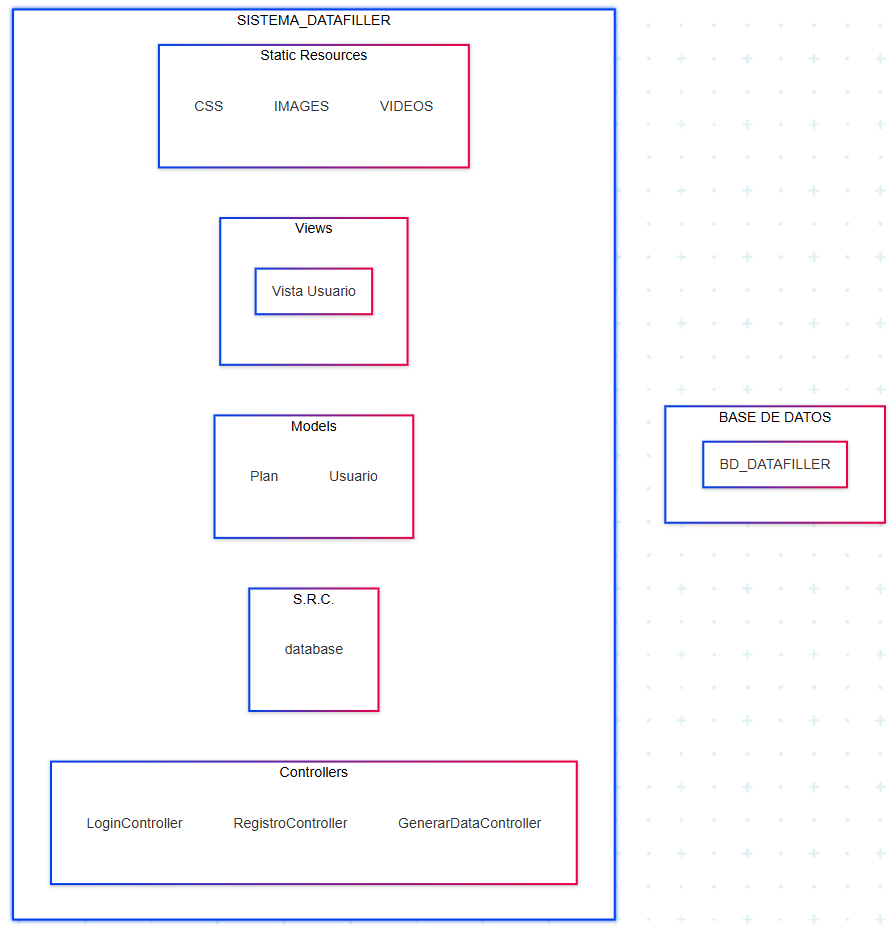 SISTEMA_DATAFILLER
Static Resources
CSS IMAGES VIDEOS
Views
Vista Usuario
Models
Plan Usuario
S.R.C.
database
Controllers
LoginController RegistroController GenerarDataController
BASE DE DATOS
BD_DATAFILLER